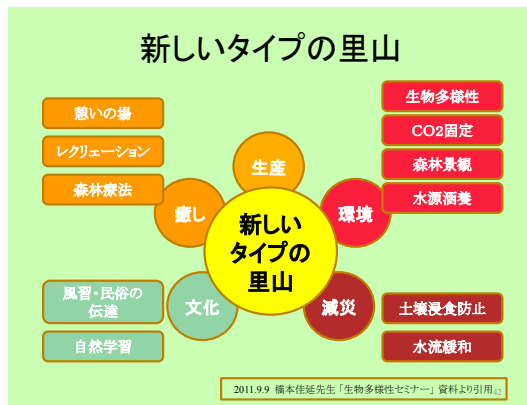 新しいタイプの里山
憩いの場
レクリェーション
森林療法
生産
癒し
新しい
タイプの
里山
環境
生物多様性
CO2固定
森林景観
水源涵養
文化
風習・民俗の
伝達
自然学習
減災
土壌浸食防止
水流緩和
2011.9.9 橋本佳延先生「生物多様性セミナー」資料より引用
42